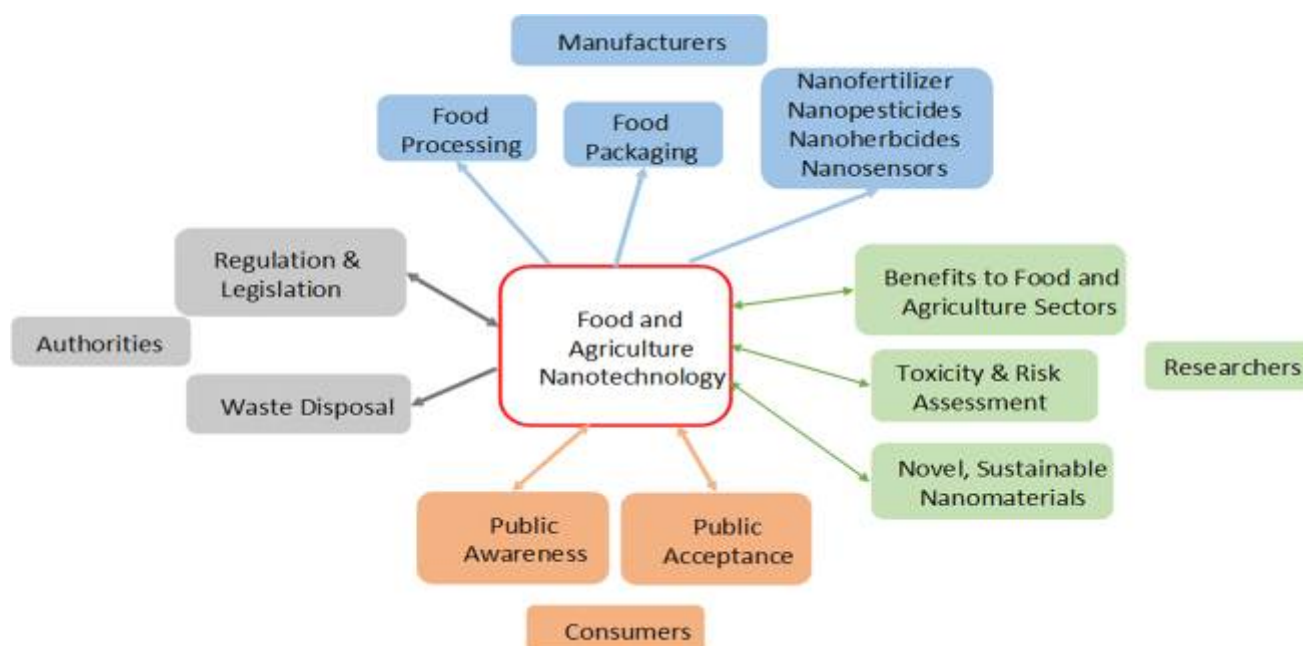 Manufacturers
Food
Processing
Food
Packaging
Nanofertilizer
Nanopesticides
Nanoherbcides
Nanosensors
Regulation &
Legislation
Authorities
Waste Disposal
Food and
Agriculture
Nanotechnology
Benefits to Food and
Agriculture Sectors
Toxicity & Risk
Assessment
Researchers
Novel, Sustainable
Nanomaterials
Public
Awareness
Public
Acceptance
Consumers